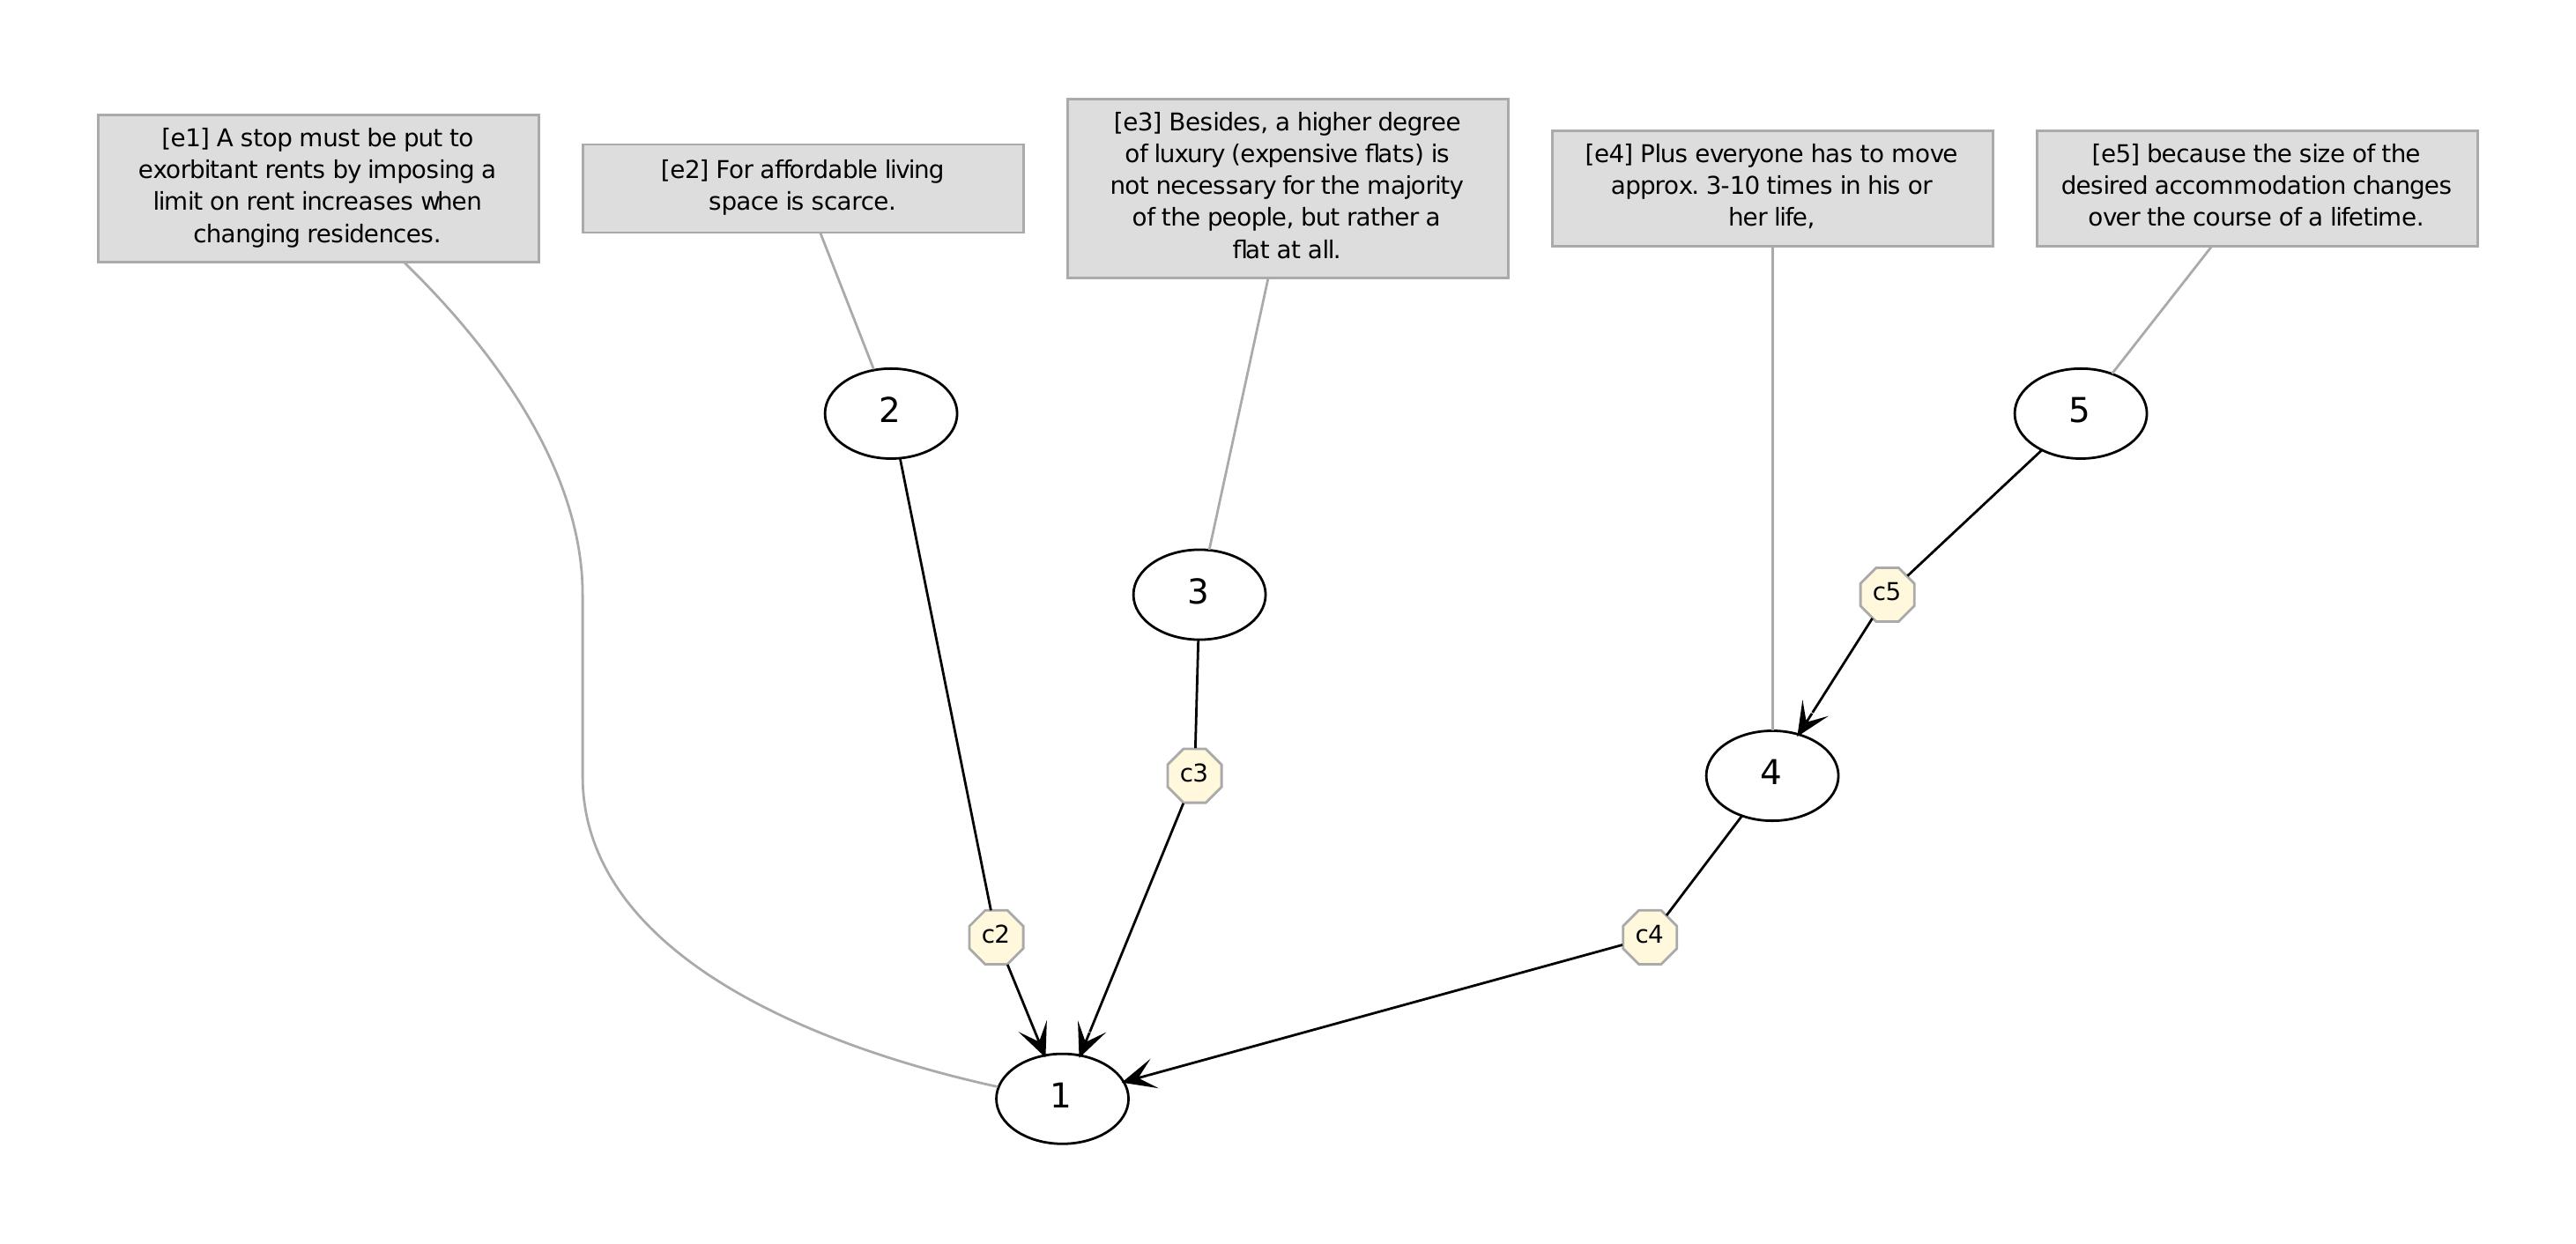 [e1] A stop must be put to
exorbitant rents by imposing a
limit on rent increases when
changing residences.
[e2] For affordable living
space is scarce.
[e3] Besides, a higher degree
of luxury (expensive flats) is
not necessary for the majority
of the people, but rather a
flat at all.
[e4] Plus everyone has to move
approx. 3-10 times in his or
her life,
[e5] because the size of the
desired accommodation changes
over the course of a lifetime.
2
5
3
c5
c3
4
c2
c4
1